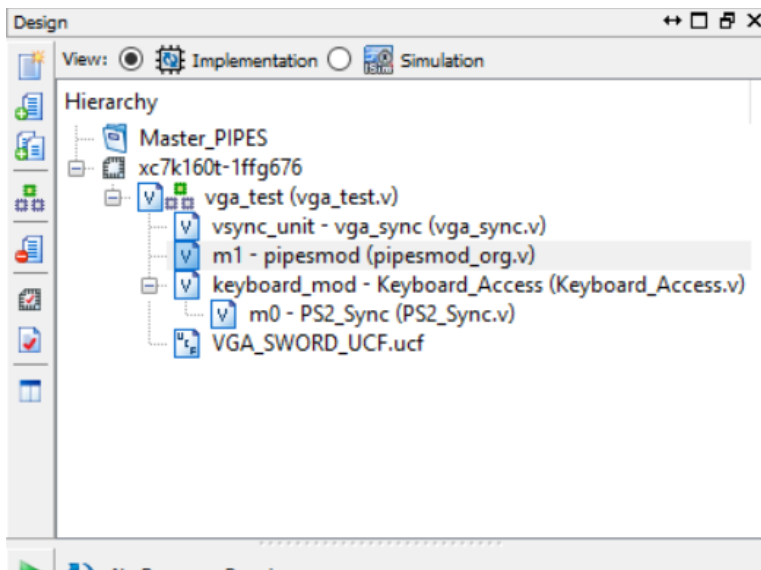 Design
View: Implementation Simulation
Hierarchy
Master_PIPES
xc7k160t-1ffg676
vga_test (vga_test.v)
vsync_unit - vga_sync (vga_sync.v)
m1 - pipesmod (pipesmod_org.v)
keyboard_mod - Keyboard_Access (Keyboard_Access.v)
m0 - PS2_Sync (PS2_Sync.v)
VGA_SWORD_UCF.ucf